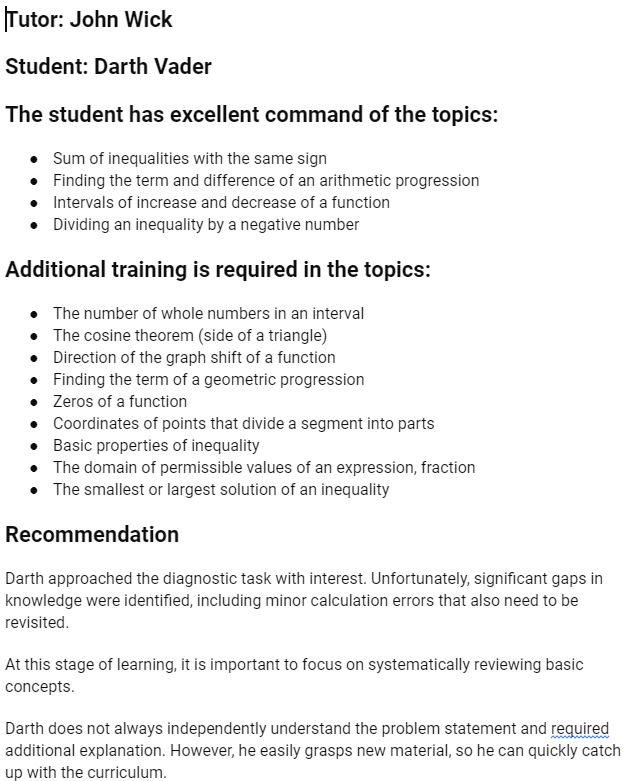 Tutor: John Wick
Student: Darth Vader
The student has excellent command of the topics:
● Sum of inequalities with the same sign
● Finding the term and difference of an arithmetic progression
● Intervals of increase and decrease of a function
● Dividing an inequality by a negative number
Additional training is required in the topics:
● The number of whole numbers in an interval
● The cosine theorem (side of a triangle)
● Direction of the graph shift of a function
● Finding the term of a geometric progression
● Zeros of a function
● Coordinates of points that divide a segment into parts
● Basic properties of inequality
● The domain of permissible values of an expression, fraction
● The smallest or largest solution of an inequality
Recommendation
Darth approached the diagnostic task with interest. Unfortunately, significant gaps in
knowledge were identified, including minor calculation errors that also need to be
revisited.
At this stage of learning, it is important to focus on systematically reviewing basic
concepts.
Darth does not always independently understand the problem statement and required
additional explanation. However, he easily grasps new material, so he can quickly catch
up with the curriculum.